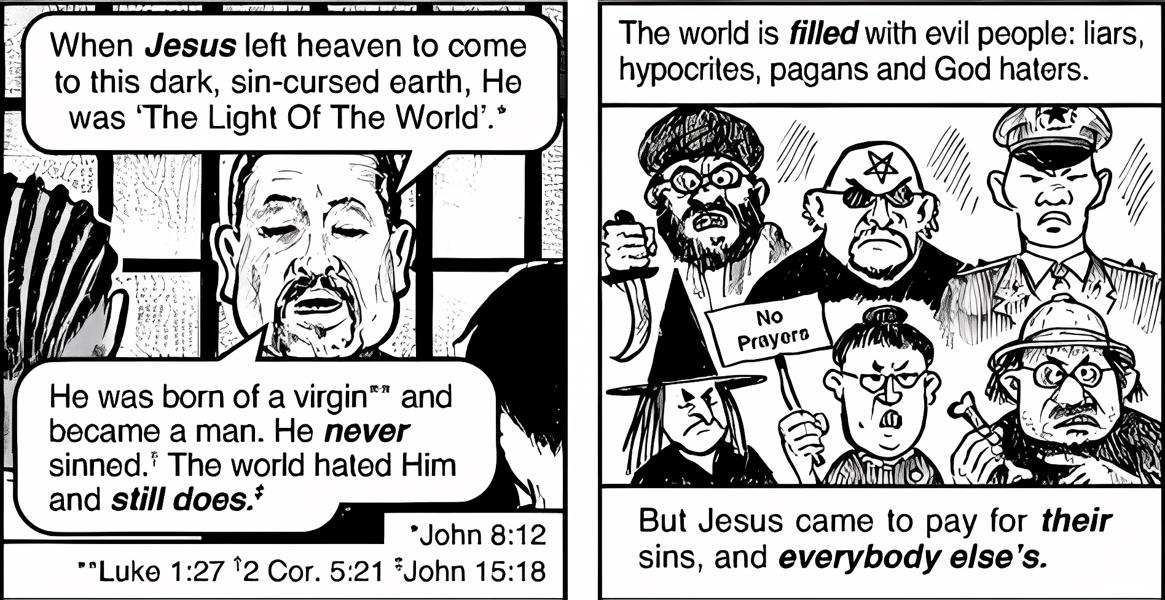 When Jesus left heaven to come
to this dark, sin-cursed earth, He
was ‘The Light Of The World’.*
He was born of a virgin** and
became a man. He never
sinned.† The world hated Him
and still does.‡
*John 8:12
**Luke 1:27 †2 Cor. 5:21 ‡John 15:18
The world is filled with evil people: liars,
hypocrites, pagans and God haters.
No
Prayers
But Jesus came to pay for their
sins, and everybody else's.